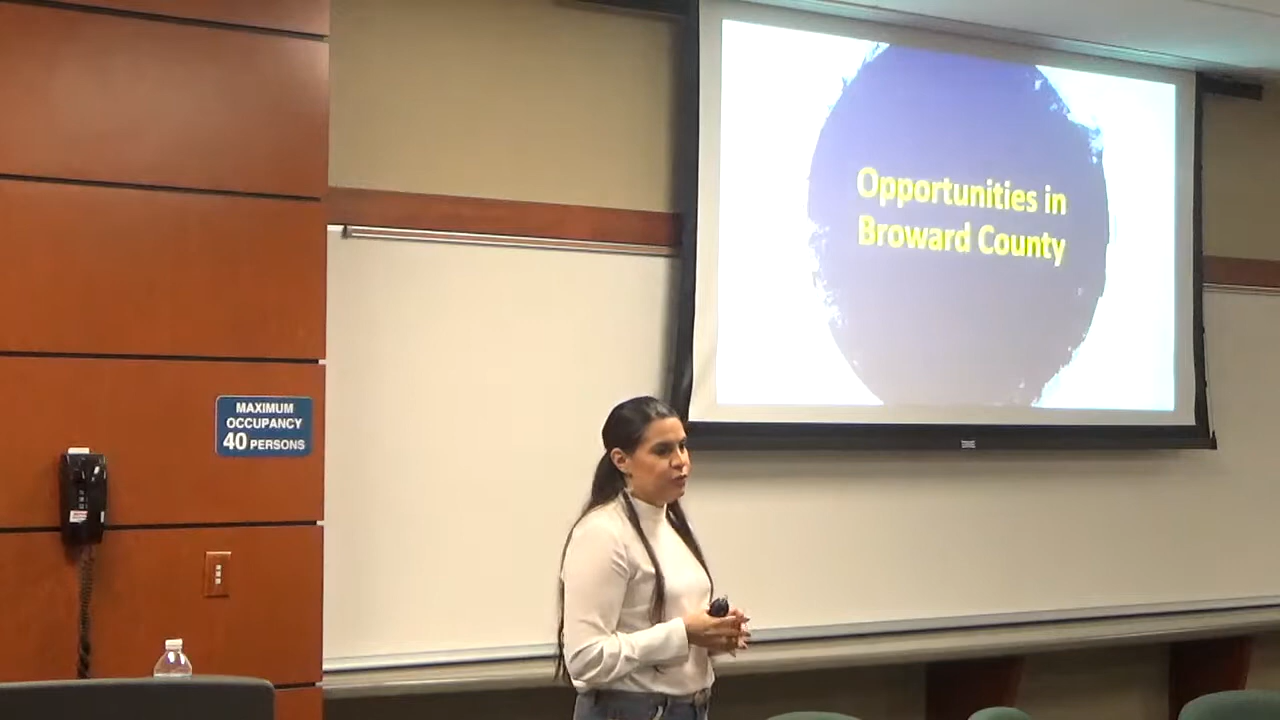 Opportunities in
Broward County
MAXIMUM
OCCUPANCY
40 PERSONS